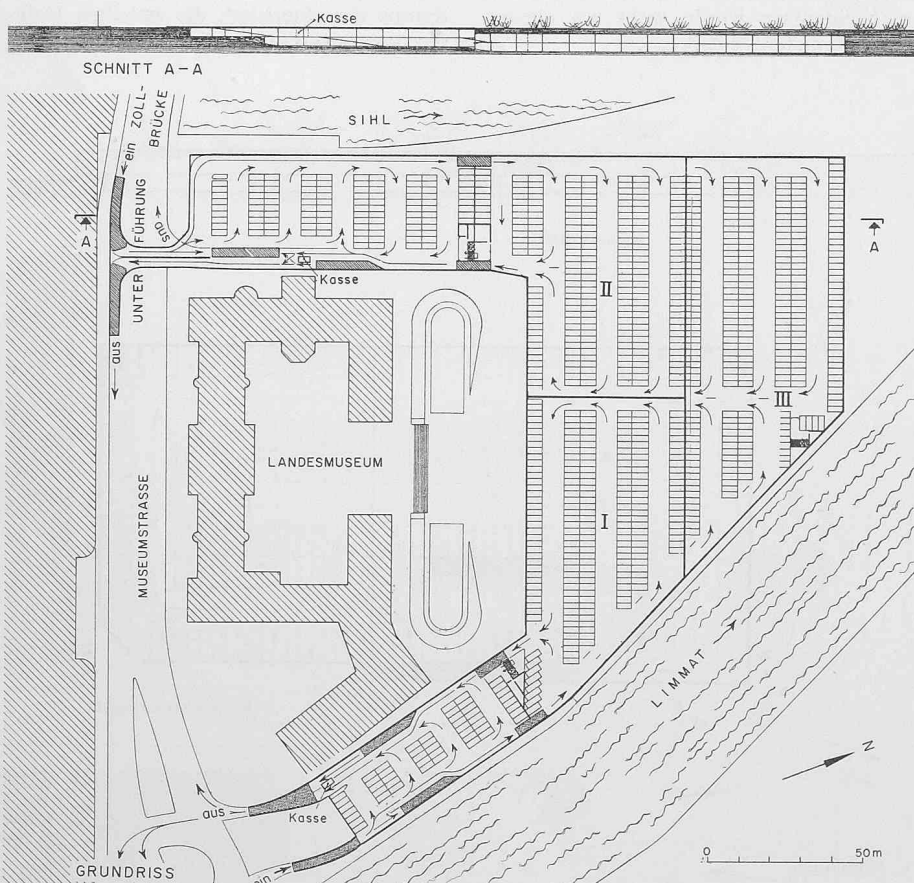 Kasse
SCHNITT A-A
ZOLL-
BRÜCKE
SIHL
ein
UNTER FÜHRUNG
aus
A
A
Kasse
aus
II
III
I
LANDESMUSEUM
MUSEUMSTRASSE
LIMMAT
N
aus
Kasse
ein
0 50m
GRUNDRISS